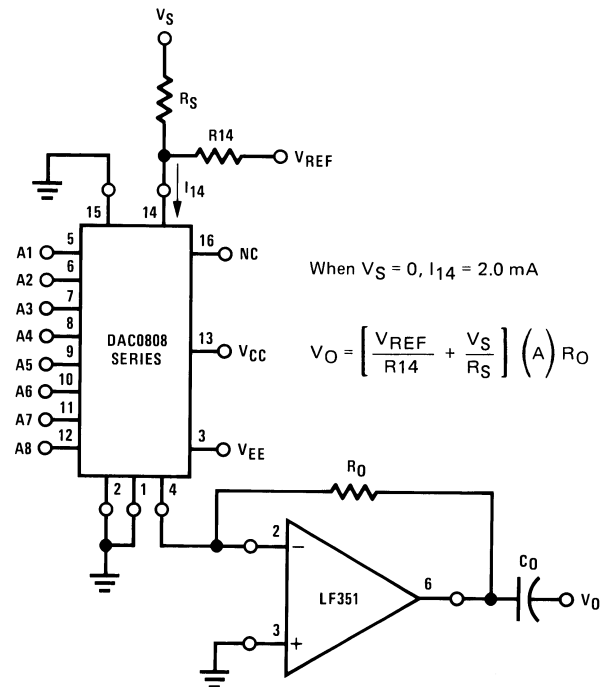 VS
RS
R14
VREF
I14
15
14
A1 5
A2 6
A3 7
A4 8
A5 9
A6 10
A7 11
A8 12
DAC0808
SERIES
16 NC
13 VCC
3 VEE
2 1 4
When VS = 0, I14 = 2.0 mA
VO = [ VREF/R14 + VS/RS ] (A) RO
RO
2
−
LF351
6
3
+
CO
VO